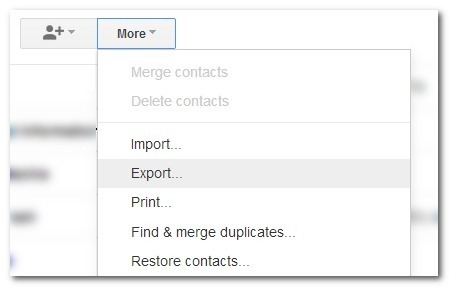 More
Merge contacts
Delete contacts
Import...
Export...
Print...
Find & merge duplicates...
Restore contacts...